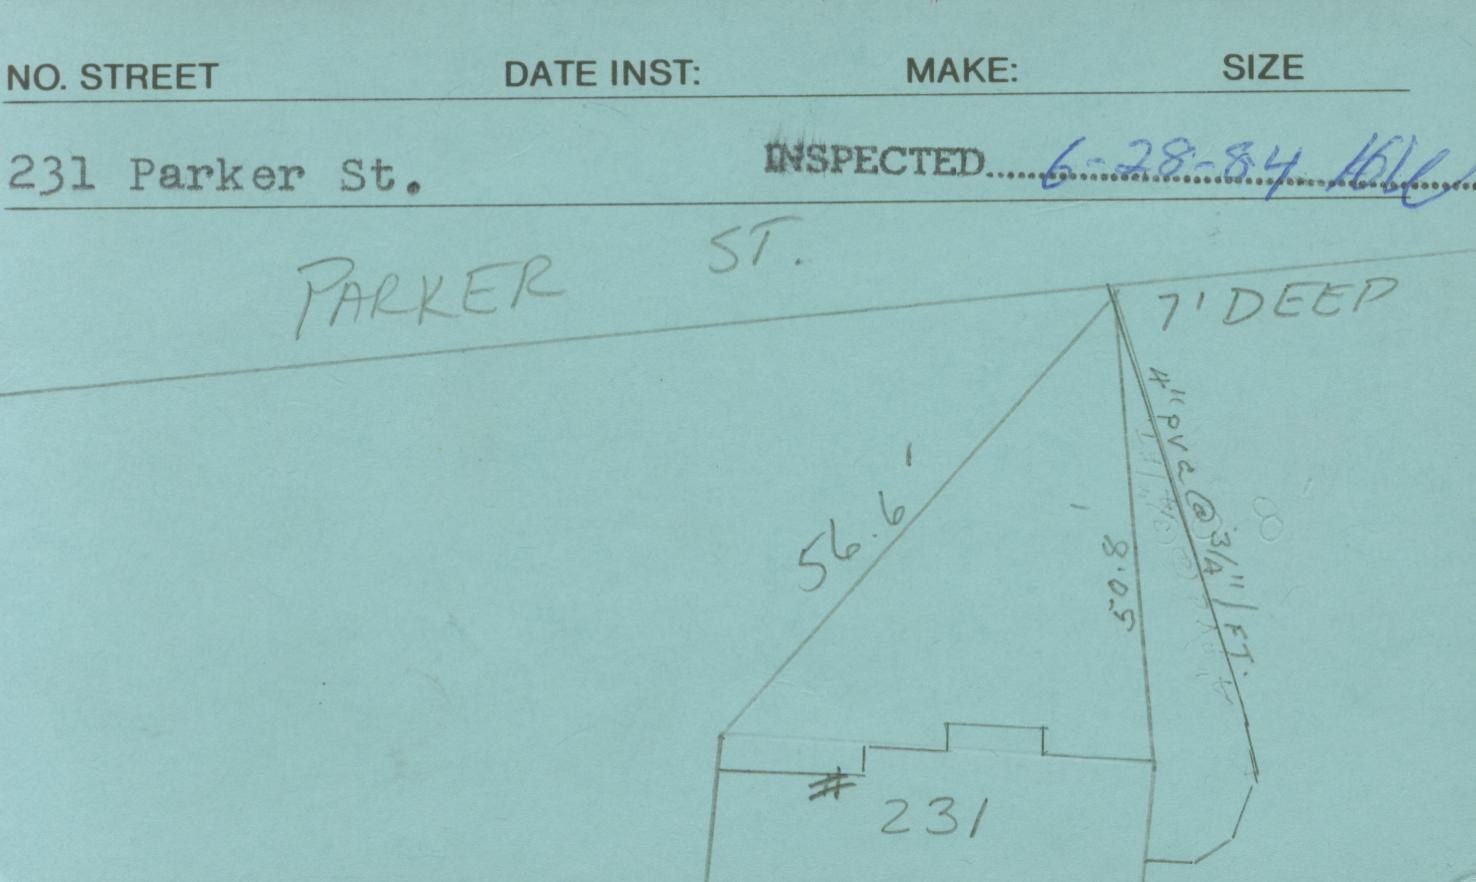 NO. STREET DATE INST: MAKE: SIZE
231 Parker St. INSPECTED 6-28-84
PARKER ST.
7' DEEP
4" pvc @ 3/4"/FT.
56.6'
50.8'
# 231